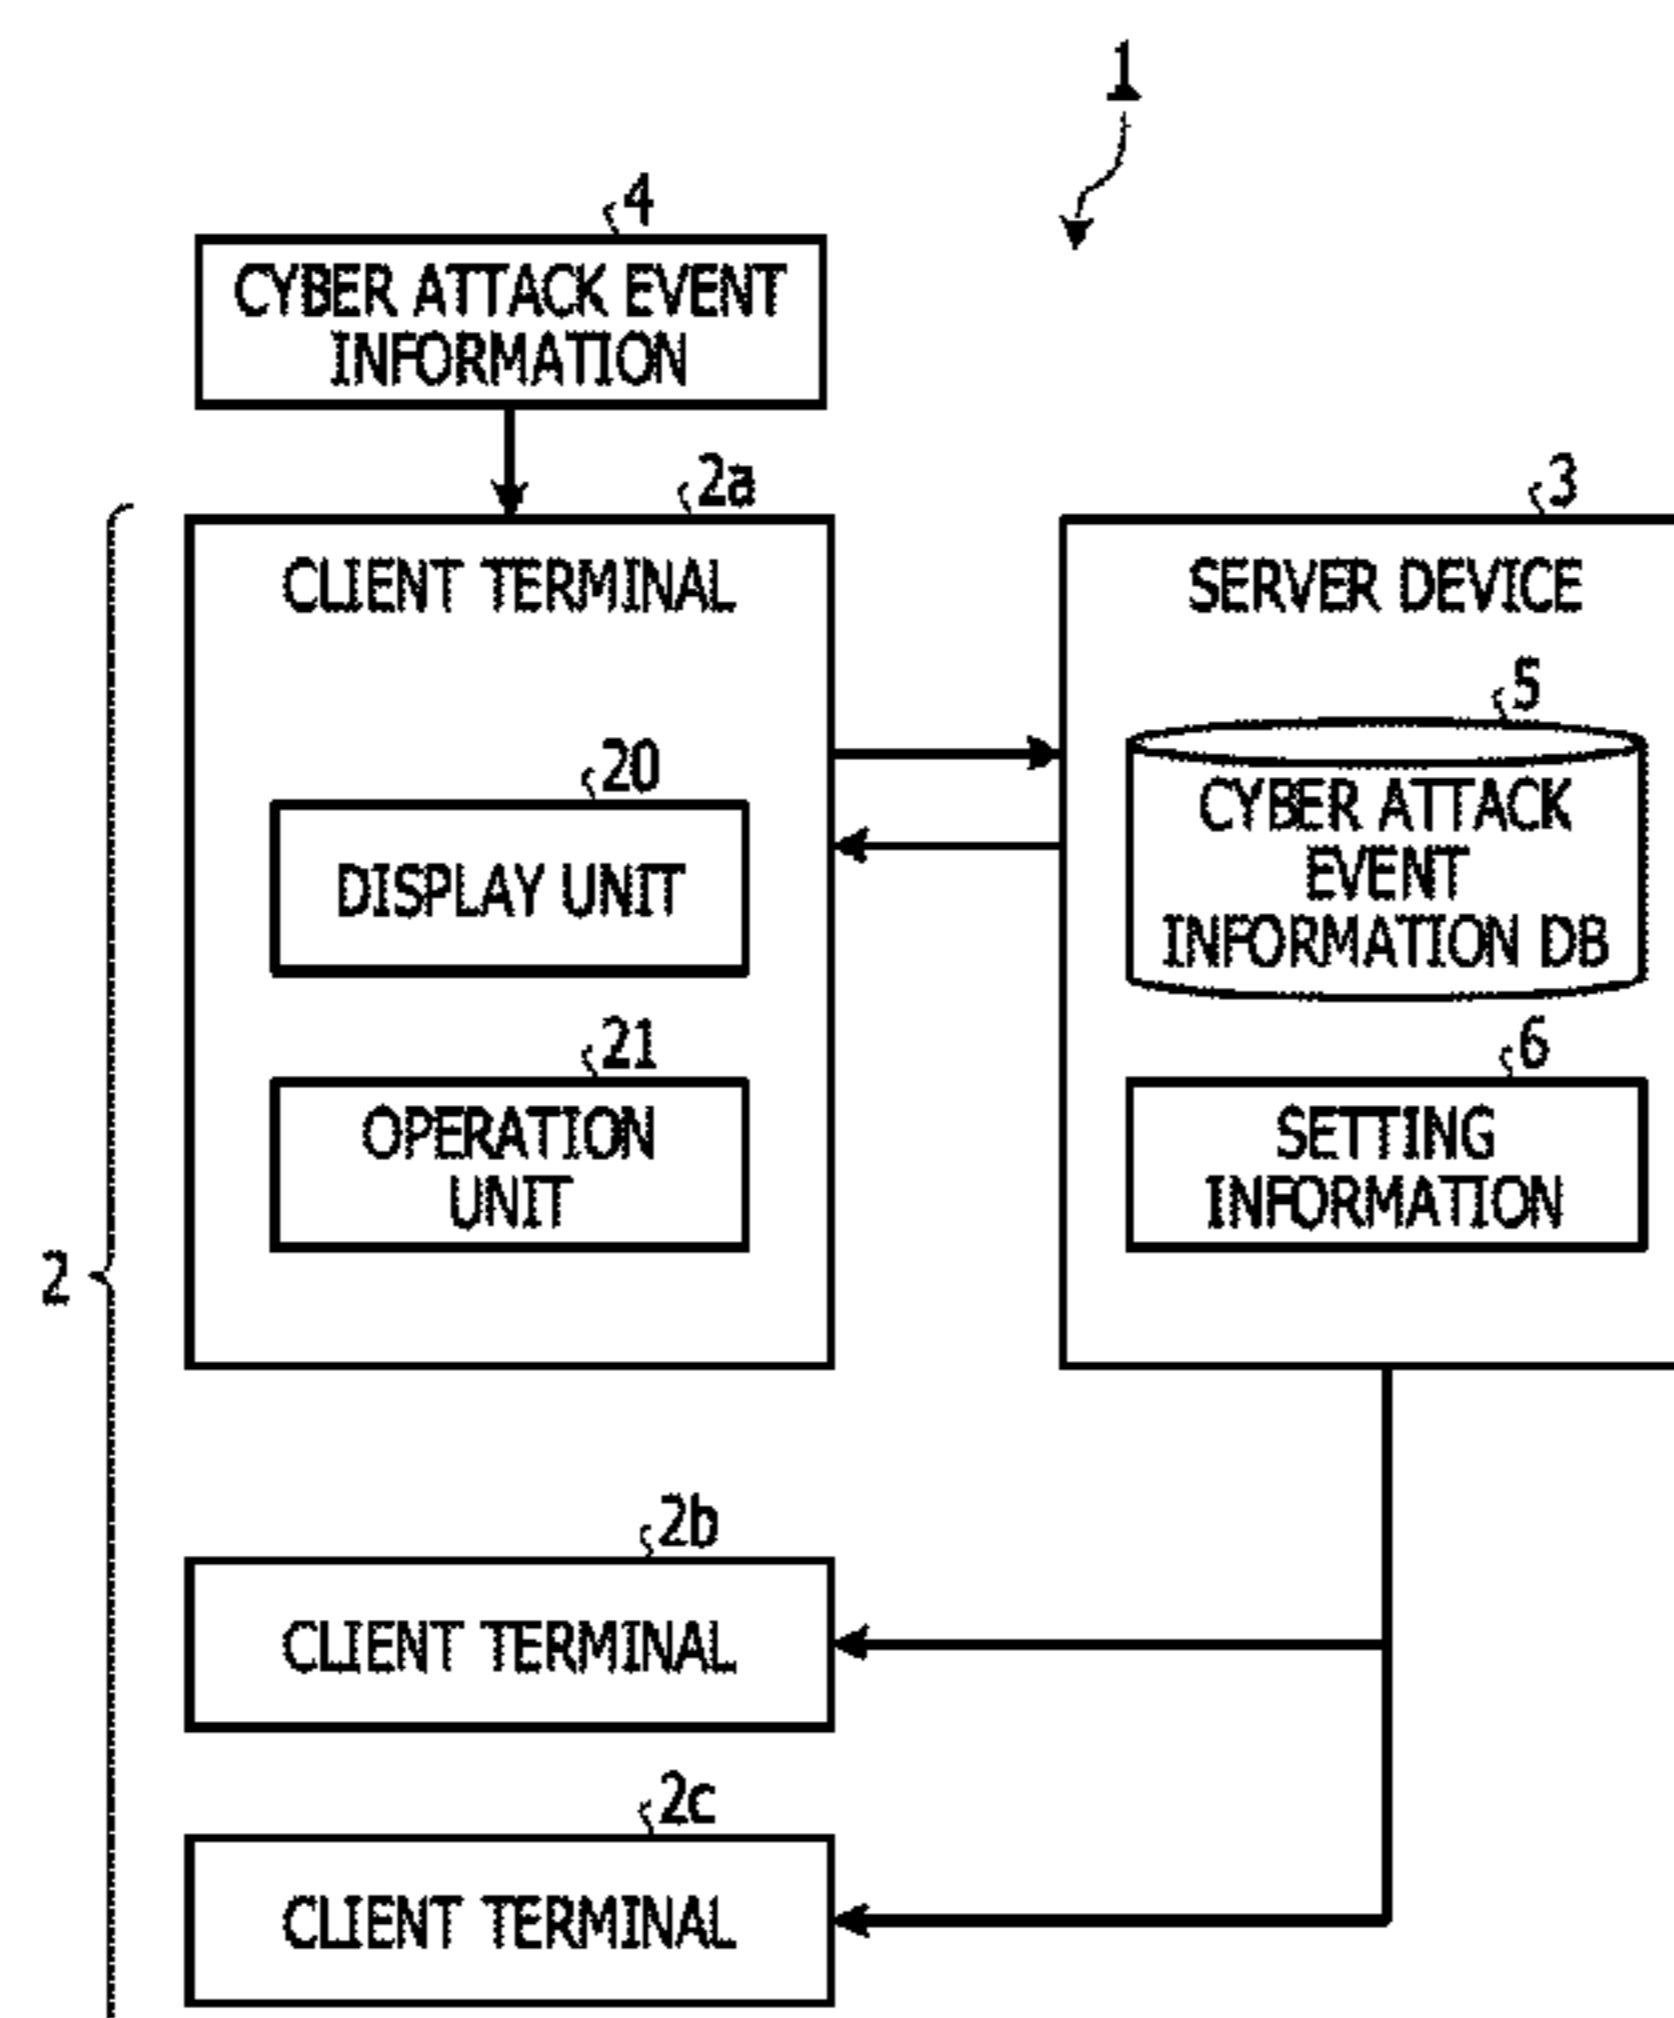 1
4
CYBER ATTACK EVENT
INFORMATION
2a
CLIENT TERMINAL
20
DISPLAY UNIT
21
OPERATION
UNIT
3
SERVER DEVICE
5
CYBER ATTACK
EVENT
INFORMATION DB
6
SETTING
INFORMATION
2
2b
CLIENT TERMINAL
2c
CLIENT TERMINAL